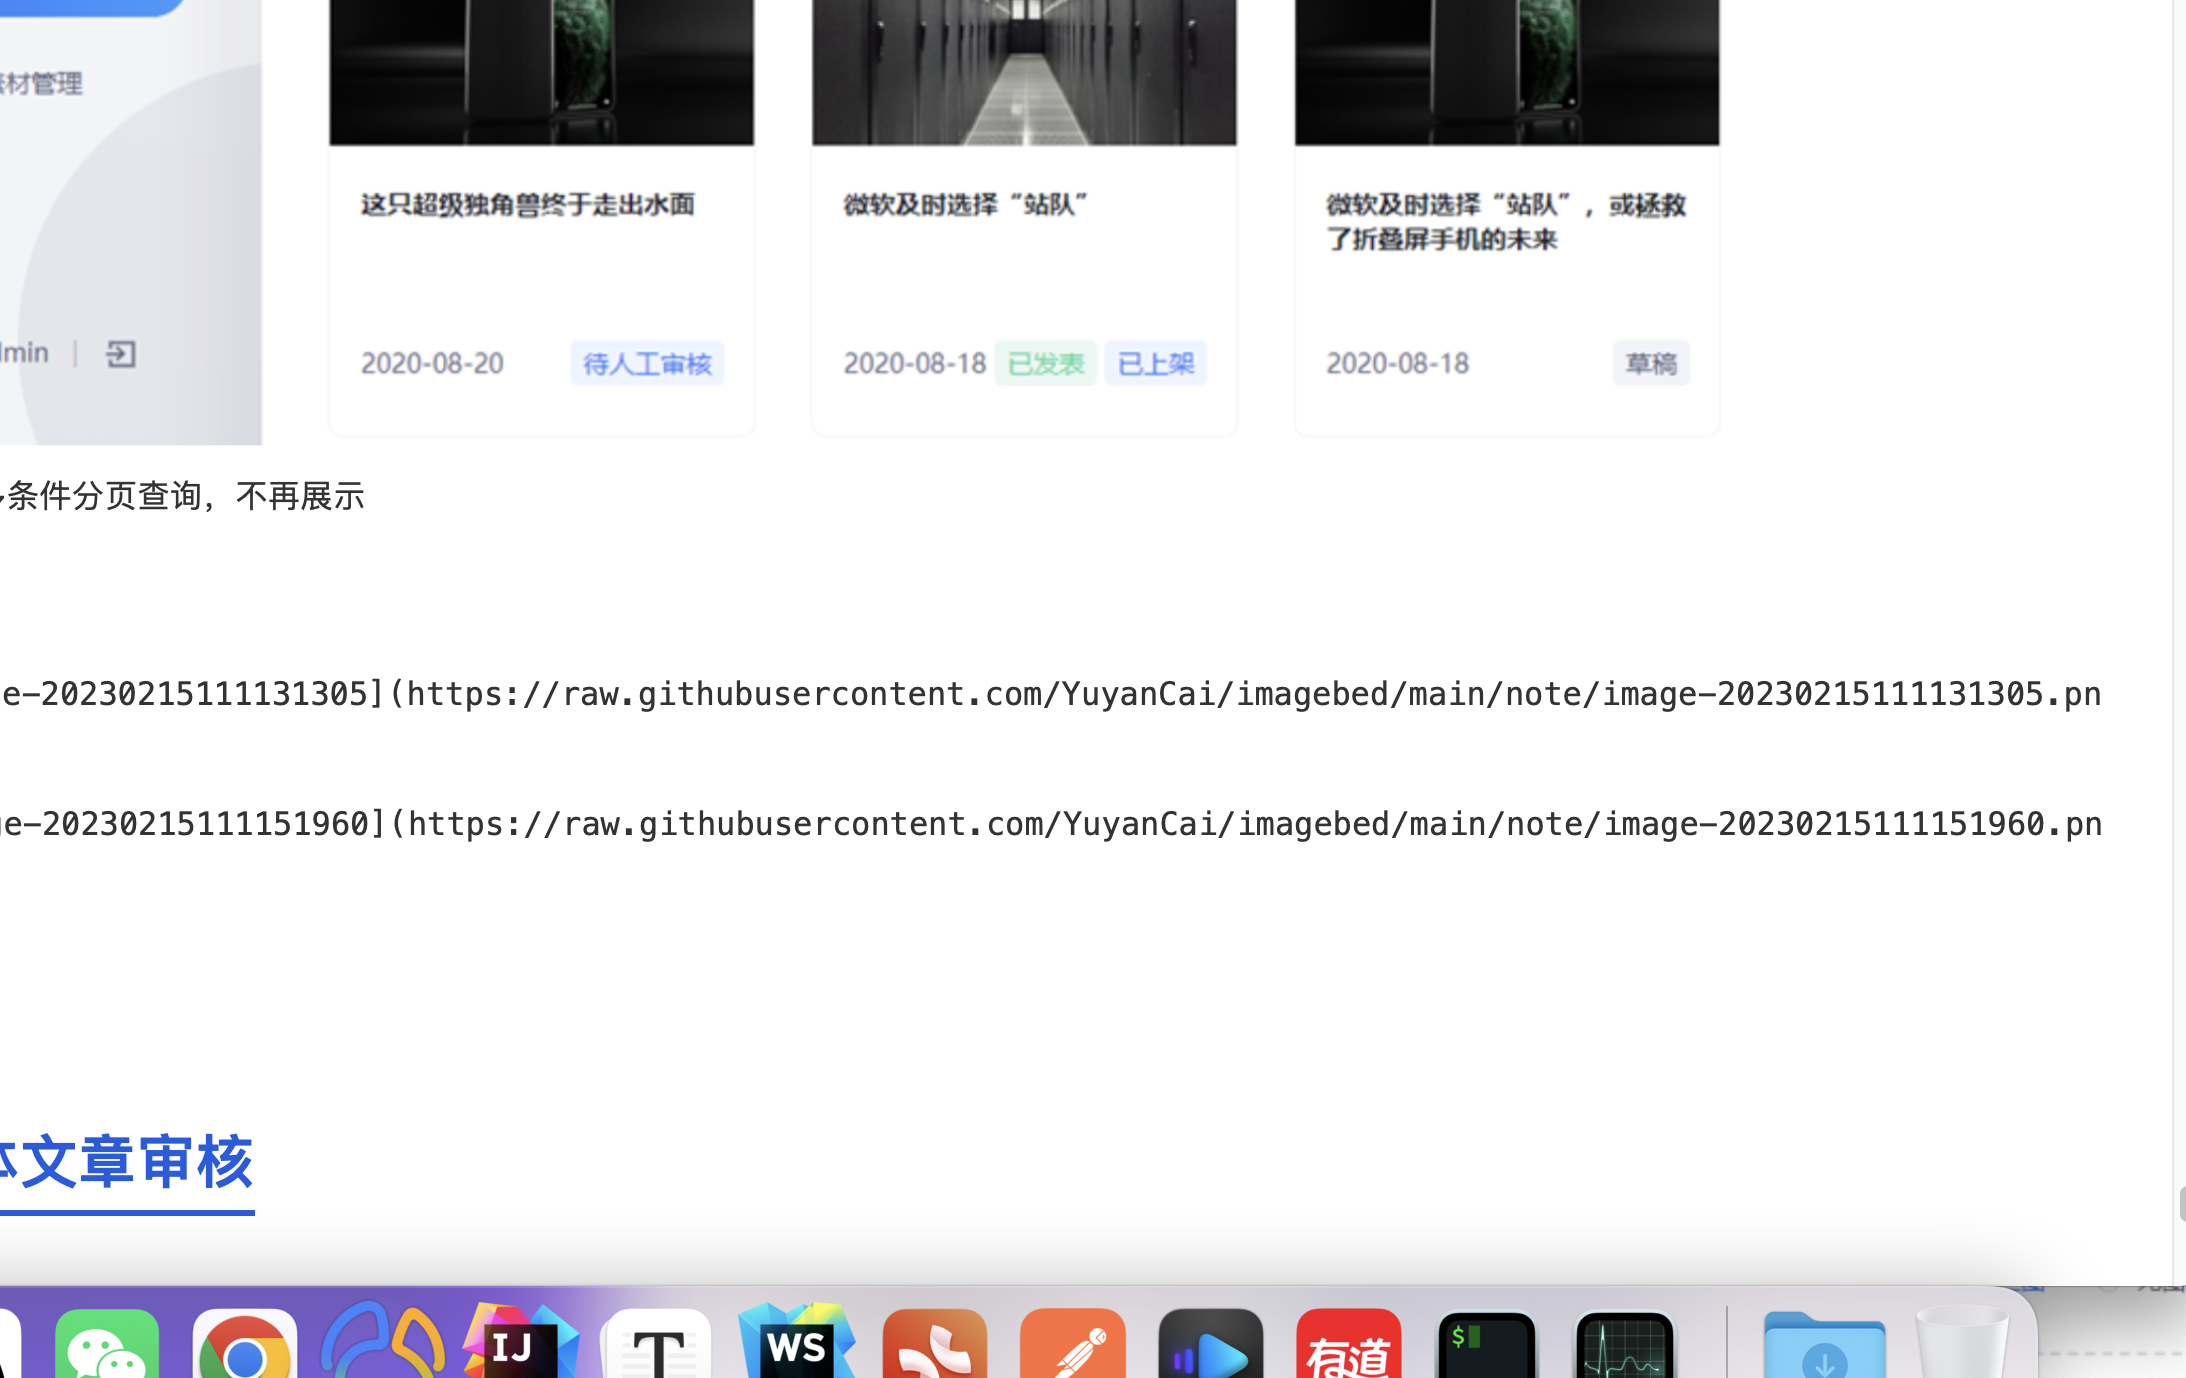 材管理
这只超级独角兽终于走出水面
微软及时选择“站队”
微软及时选择“站队”，或拯救
了折叠屏手机的未来
min
2020-08-20
待人工审核
2020-08-18
已发表
已上架
2020-08-18
草稿
条件分页查询，不再展示
e-20230215111131305](https://raw.githubusercontent.com/YuyanCai/imagebed/main/note/image-20230215111131305.pn
e-20230215111151960](https://raw.githubusercontent.com/YuyanCai/imagebed/main/note/image-20230215111151960.pn
文章审核
IJ
T
WS
有道
$